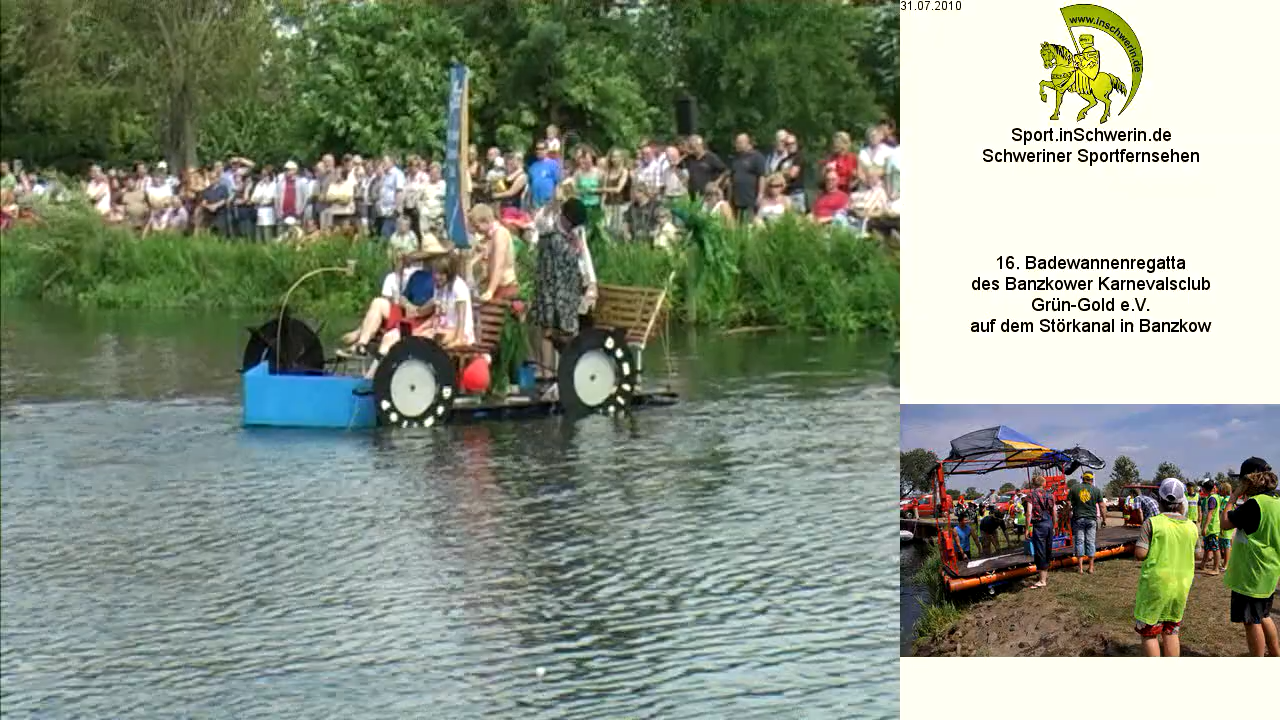 31.07.2010
www.inschwerin.de
Sport.inSchwerin.de
Schweriner Sportfernsehen
16. Badewannenregatta
des Banzkower Karnevalsclub
Grün-Gold e.V.
auf dem Störkanal in Banzkow